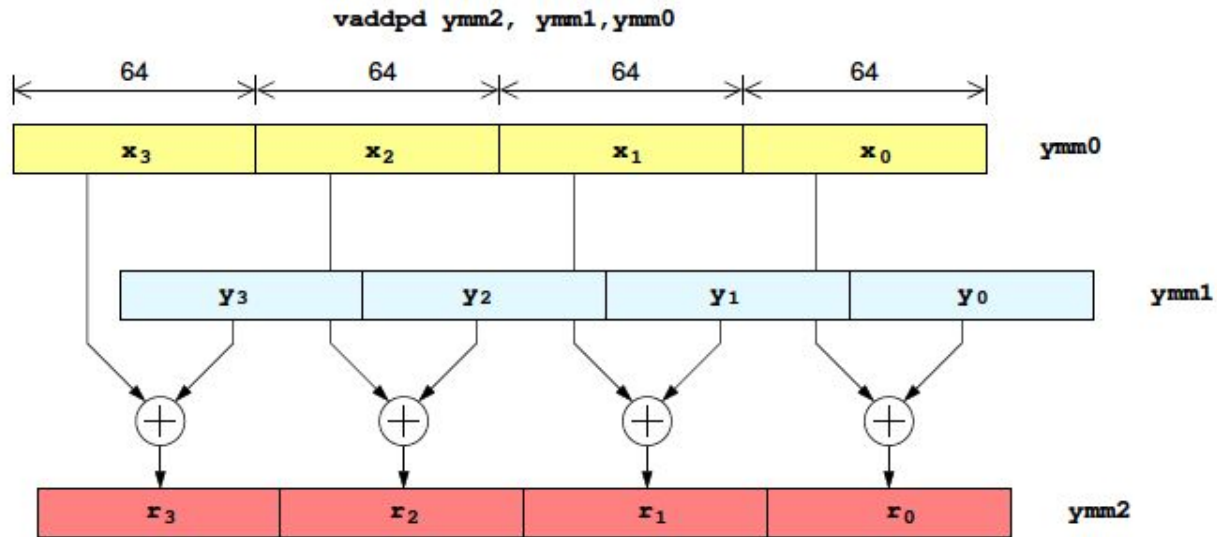 vaddpd ymm2, ymm1,ymm0
64 64 64 64
x3 x2 x1 x0 ymm0
y3 y2 y1 y0 ymm1
r3 r2 r1 r0 ymm2